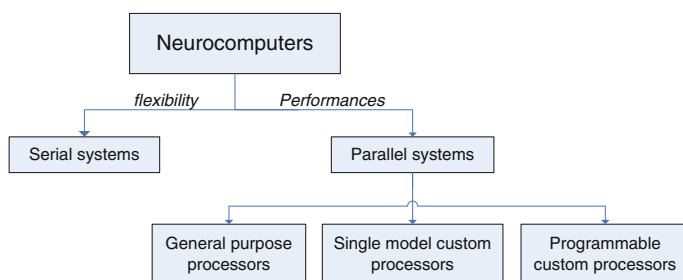 Neurocomputers
flexibility
Performances
Serial systems
Parallel systems
General purpose
processors
Single model custom
processors
Programmable
custom processors